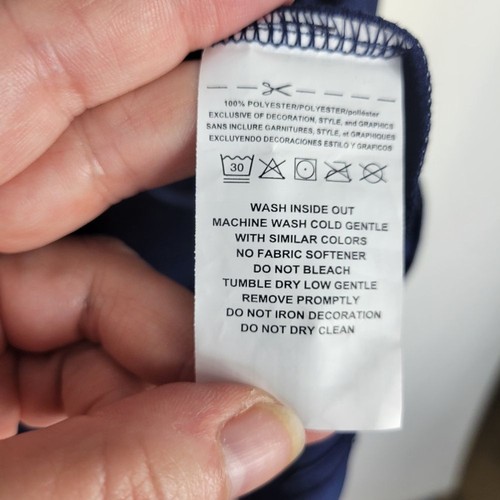 100% POLYESTER/POLYESTER/poliéster
EXCLUSIVE OF DECORATION, STYLE, and GRAPHICS
SANS INCLURE GARNITURES, STYLE, et GRAPHIQUES
EXCLUYENDO DECORACIONES ESTILO Y GRAFICOS
30
WASH INSIDE OUT
MACHINE WASH COLD GENTLE
WITH SIMILAR COLORS
NO FABRIC SOFTENER
DO NOT BLEACH
TUMBLE DRY LOW GENTLE
REMOVE PROMPTLY
DO NOT IRON DECORATION
DO NOT DRY CLEAN